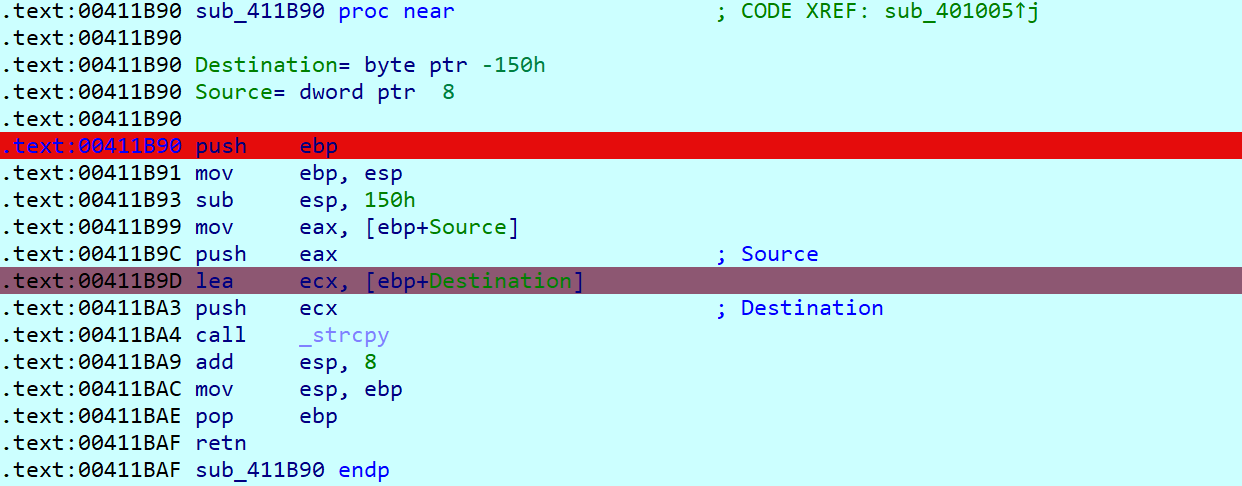 .text:00411B90 sub_411B90 proc near ; CODE XREF: sub_401005↑j
.text:00411B90
.text:00411B90 Destination= byte ptr -150h
.text:00411B90 Source= dword ptr 8
.text:00411B90
.text:00411B90 push ebp
.text:00411B91 mov ebp, esp
.text:00411B93 sub esp, 150h
.text:00411B99 mov eax, [ebp+Source]
.text:00411B9C push eax ; Source
.text:00411B9D lea ecx, [ebp+Destination]
.text:00411BA3 push ecx ; Destination
.text:00411BA4 call _strcpy
.text:00411BA9 add esp, 8
.text:00411BAC mov esp, ebp
.text:00411BAE pop ebp
.text:00411BAF retn
.text:00411BAF sub_411B90 endp